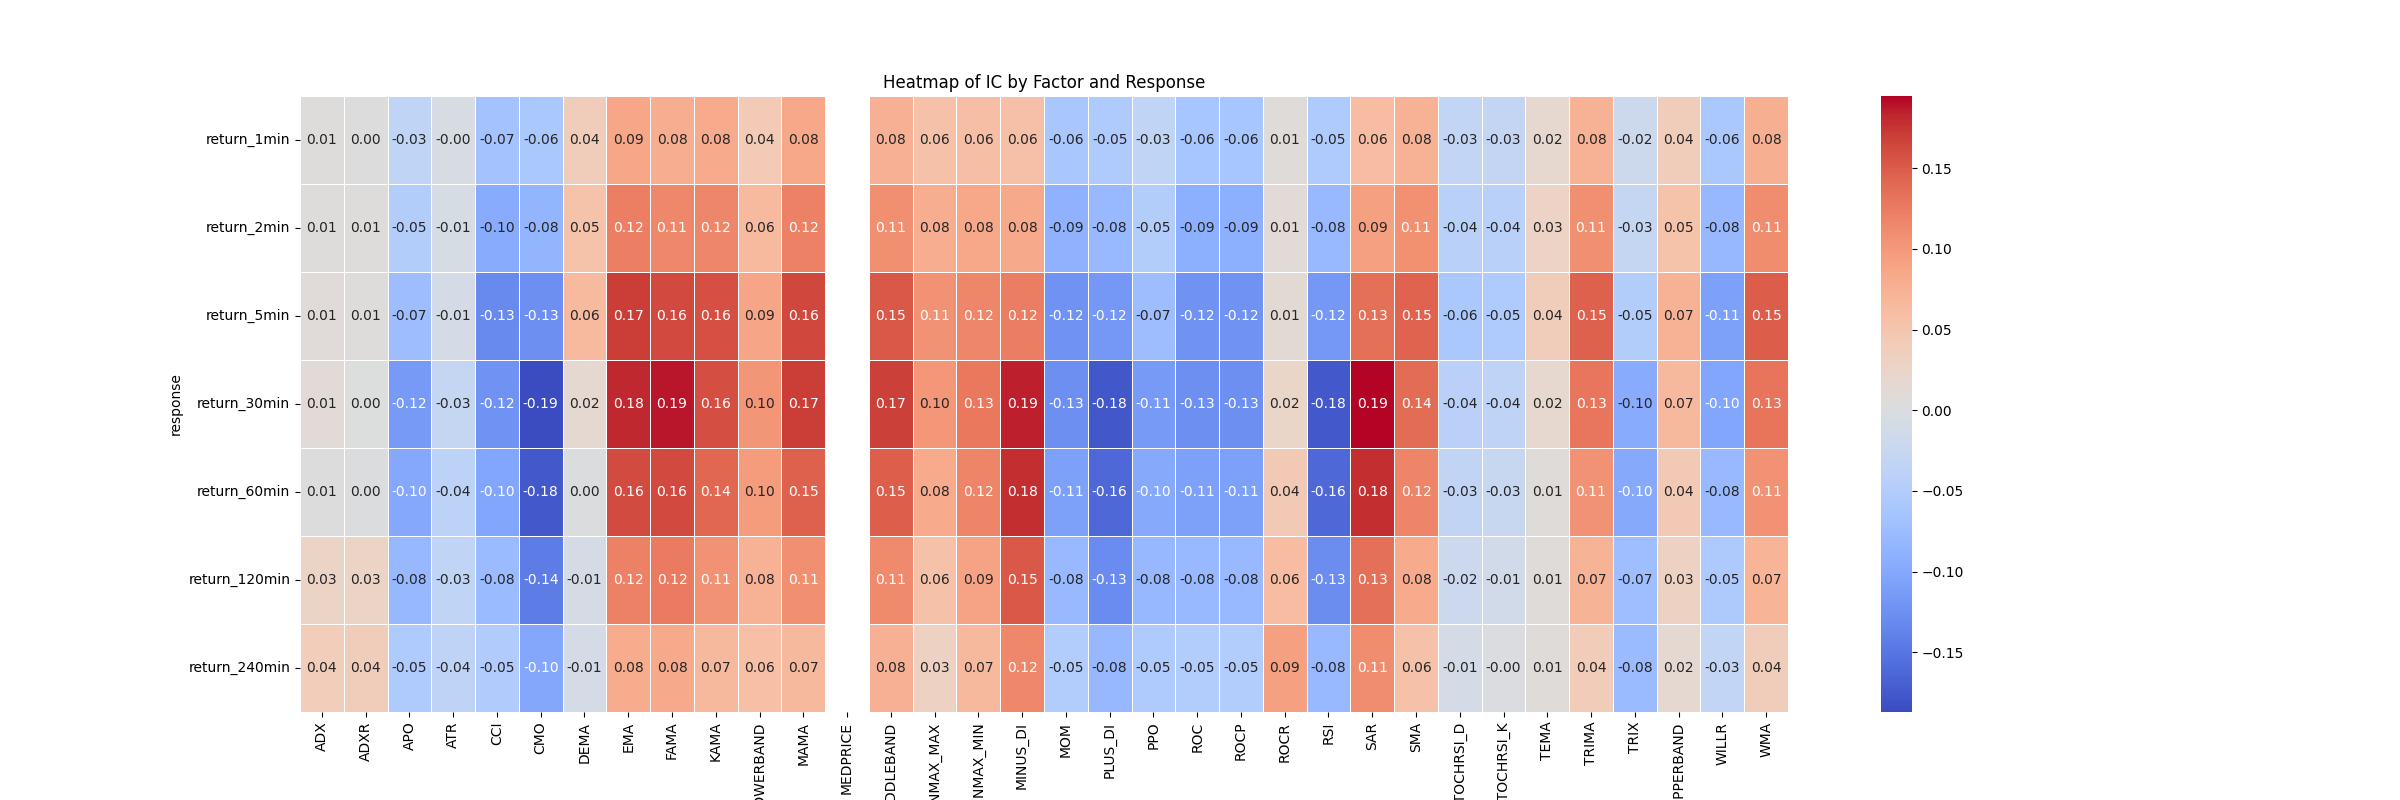 Heatmap of IC by Factor and Response
response
return_1min 0.01 0.00 -0.03 -0.00 -0.07 -0.06 0.04 0.09 0.08 0.08 0.04 0.08 0.08 0.06 0.06 0.06 -0.06 -0.05 -0.03 -0.06 -0.06 0.01 -0.05 0.06 0.08 -0.03 -0.03 0.02 0.08 -0.02 0.04 -0.06 0.08
return_2min 0.01 0.01 -0.05 -0.01 -0.10 -0.08 0.05 0.12 0.11 0.12 0.06 0.12 0.11 0.08 0.08 0.08 -0.09 -0.08 -0.05 -0.09 -0.09 0.01 -0.08 0.09 0.11 -0.04 -0.04 0.03 0.11 -0.03 0.05 -0.08 0.11
return_5min 0.01 0.01 -0.07 -0.01 -0.13 -0.13 0.06 0.17 0.16 0.16 0.09 0.16 0.15 0.11 0.12 0.12 -0.12 -0.12 -0.07 -0.12 -0.12 0.01 -0.12 0.13 0.15 -0.06 -0.05 0.04 0.15 -0.05 0.07 -0.11 0.15
return_30min 0.01 0.00 -0.12 -0.03 -0.12 -0.19 0.02 0.18 0.19 0.16 0.10 0.17 0.17 0.10 0.13 0.19 -0.13 -0.18 -0.11 -0.13 -0.13 0.02 -0.18 0.19 0.14 -0.04 -0.04 0.02 0.13 -0.10 0.07 -0.10 0.13
return_60min 0.01 0.00 -0.10 -0.04 -0.10 -0.18 0.00 0.16 0.16 0.14 0.10 0.15 0.15 0.08 0.12 0.18 -0.11 -0.16 -0.10 -0.11 -0.11 0.04 -0.16 0.18 0.12 -0.03 -0.03 0.01 0.11 -0.10 0.04 -0.08 0.11
return_120min 0.03 0.03 -0.08 -0.03 -0.08 -0.14 -0.01 0.12 0.12 0.11 0.08 0.11 0.11 0.06 0.09 0.15 -0.08 -0.13 -0.08 -0.08 -0.08 0.06 -0.13 0.13 0.08 -0.02 -0.01 0.01 0.07 -0.07 0.03 -0.05 0.07
return_240min 0.04 0.04 -0.05 -0.04 -0.05 -0.10 -0.01 0.08 0.08 0.07 0.06 0.07 0.08 0.03 0.07 0.12 -0.05 -0.08 -0.05 -0.05 -0.05 0.09 -0.08 0.11 0.06 -0.01 -0.00 0.01 0.04 -0.08 0.02 -0.03 0.04
ADX ADXR APO ATR CCI CMO DEMA EMA FAMA KAMA OWERBAND MAMA MEDPRICE DDLEBAND NMAX_MAX NMAX_MIN MINUS_DI MOM PLUS_DI PPO ROC ROCP ROCR RSI SAR SMA TOCHRSI_D TOCHRSI_K TEMA TRIMA TRIX PPERBAND WILLR WMA
0.15
0.10
0.05
0.00
−0.05
−0.10
−0.15